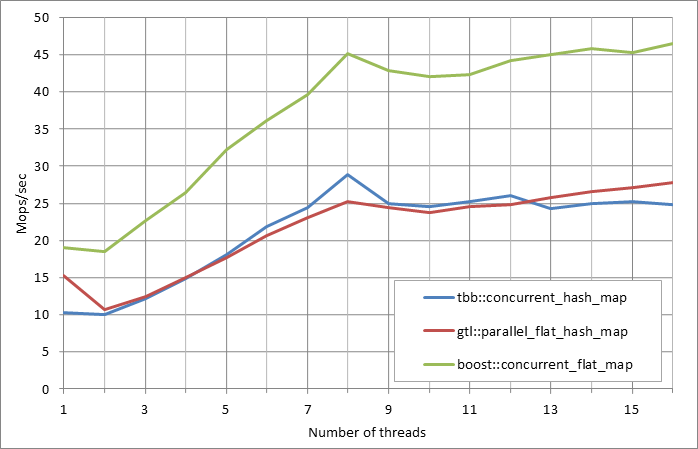 50
45
40
35
30
25
20
15
10
5
0
Mops/sec
1 3 5 7 9 11 13 15
Number of threads
tbb::concurrent_hash_map
gtl::parallel_flat_hash_map
boost::concurrent_flat_map